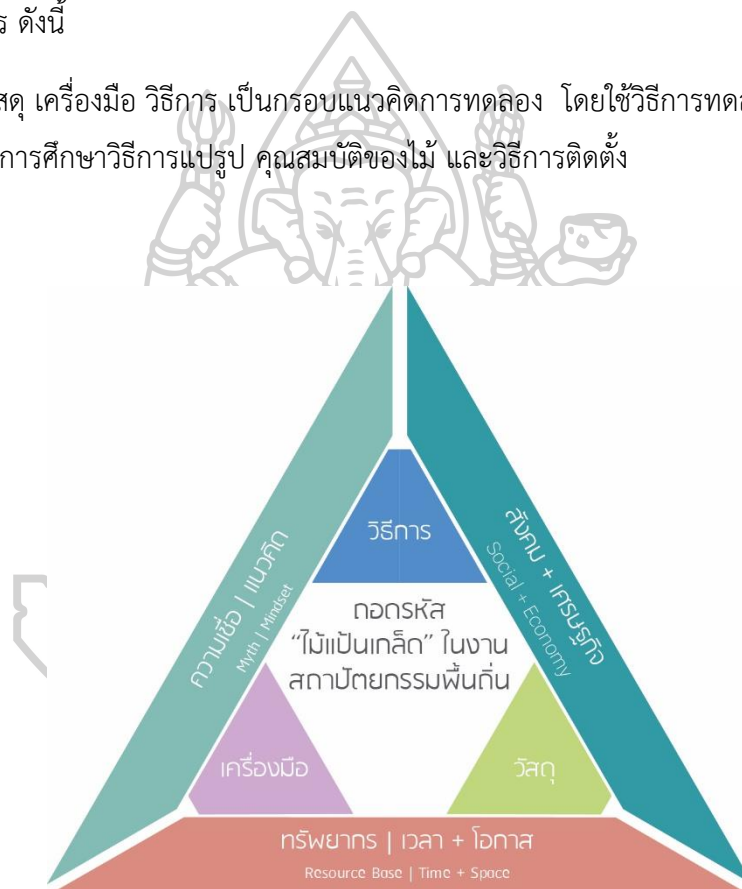 ร ดังนี้
สดุ เครื่องมือ วิธีการ เป็นกรอบแนวคิดการทดลอง โดยใช้วิธีการทดล
การศึกษาวิธีการแปรรูป คุณสมบัติของไม้ และวิธีการติดตั้ง
วิธีการ
ความเชื่อ | แนวคิด
Myth | Mindset
สังคม + เศรษฐกิจ
Social + Economy
ถอดรหัส
“ไม้แป้นเกล็ด” ในงาน
สถาปัตยกรรมพื้นถิ่น
เครื่องมือ
วัสดุ
ทรัพยากร | เวลา + โอกาส
Resource Base | Time + Space